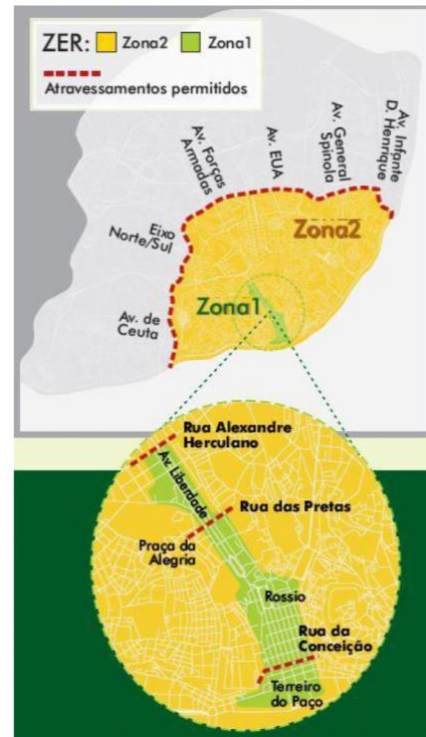 ZER: Zona2 Zona1
Atravessamentos permitidos
Av. Forças
Armadas
Av. EUA
Av. General
Spinola
Av. Infante
D. Henrique
Eixo
Norte/Sul
Zona2
Zona1
Av. de
Ceuta
Rua Alexandre
Herculano
Av. Liberdade
Rua das Pretas
Praça da
Alegria
Rossio
Rua da
Conceição
Terreiro
do Paço